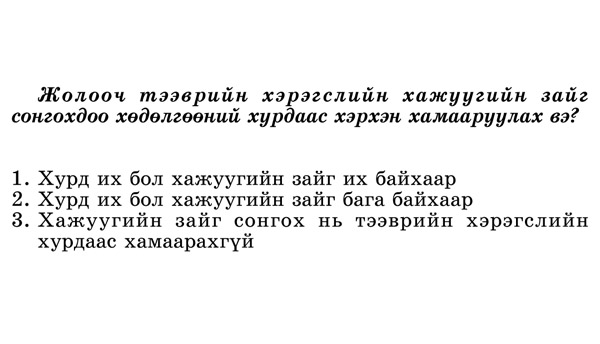 Жолооч тээврийн хэрэгслийн хажуугийн зайг
сонгохдоо хөдөлгөөний хурдаас хэрхэн хамааруулах вэ?
1. Хурд их бол хажуугийн зайг их байхаар
2. Хурд их бол хажуугийн зайг бага байхаар
3. Хажуугийн зайг сонгох нь тээврийн хэрэгслийн
хурдаас хамаарахгүй